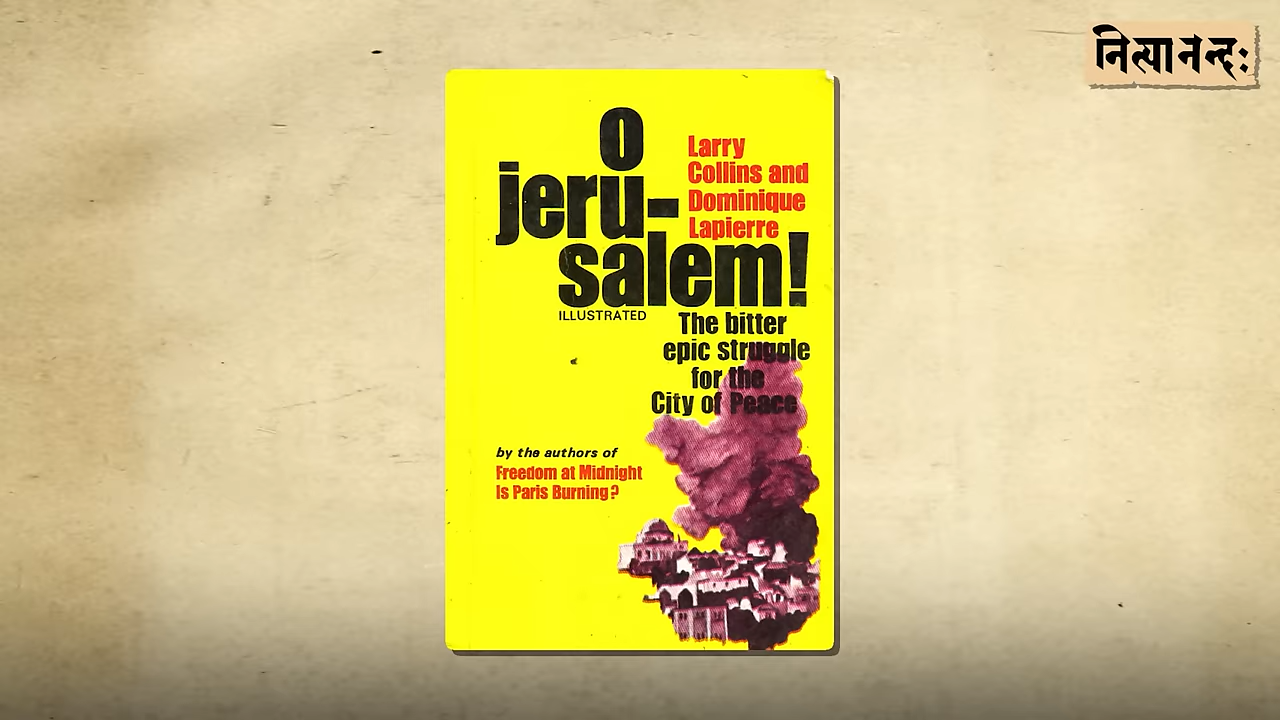 नित्यानन्दः
o
jeru-
salem!
Larry
Collins and
Dominique
Lapierre
ILLUSTRATED
The bitter
epic struggle
for the
City of Peace
by the authors of
Freedom at Midnight
Is Paris Burning?